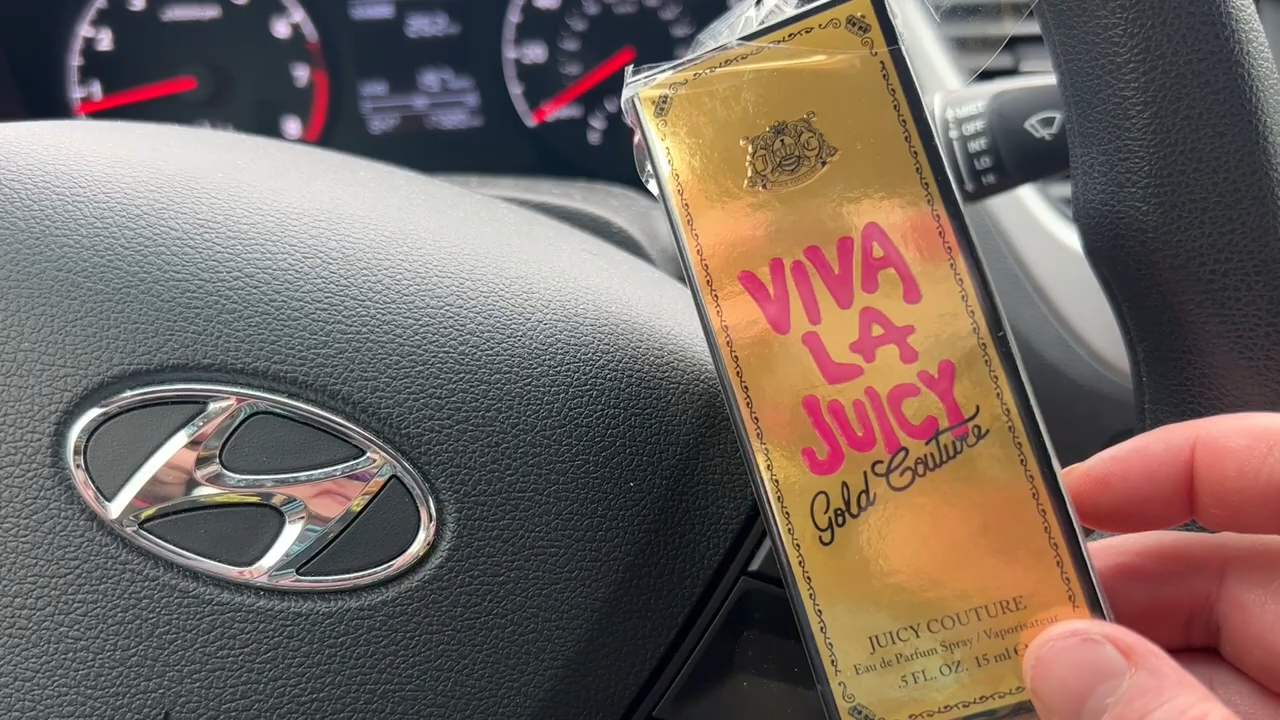 VIVA
LA
JUICY
Gold Couture
JUICY COUTURE
Eau de Parfum Spray / Vaporisateur
.5 FL. OZ. 15 ml
MIST
OFF
INT
LO
HI